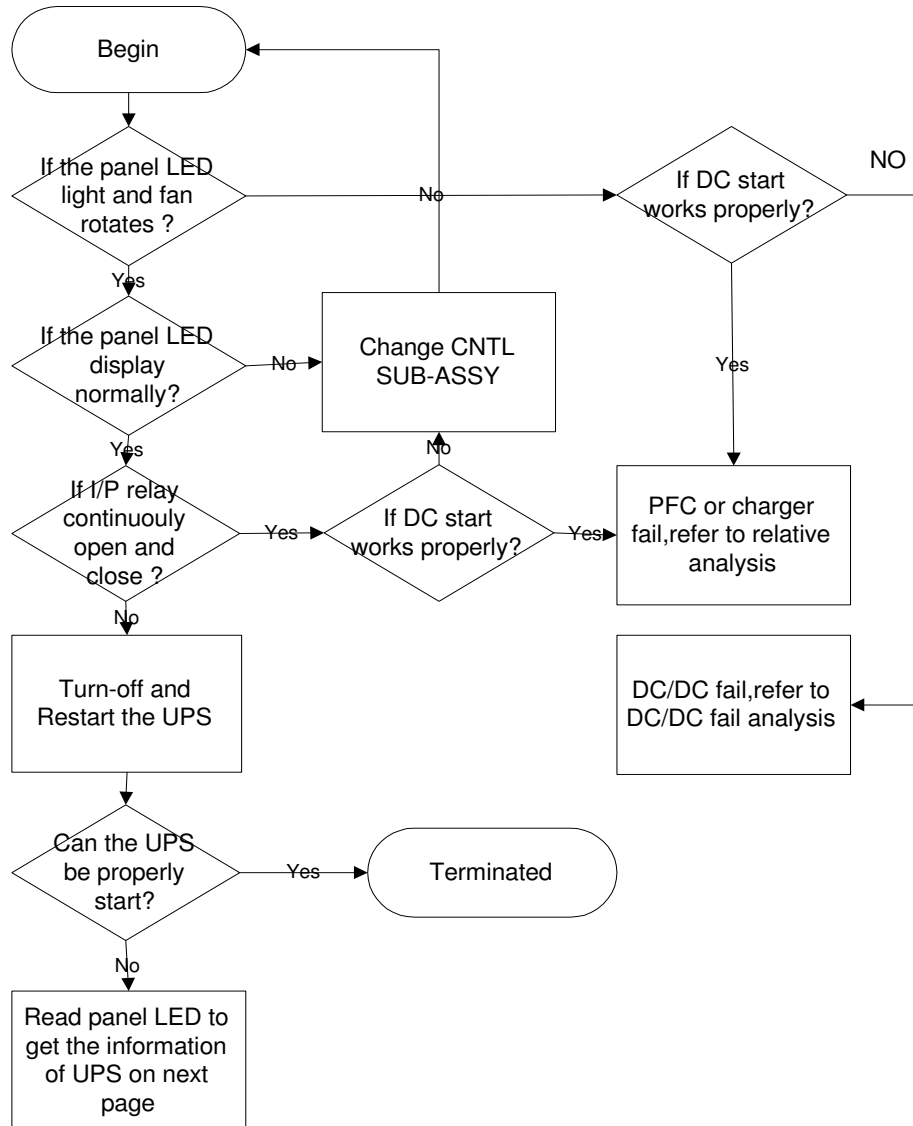 Begin
If the panel LED
light and fan
rotates ?
No
If DC start
works properly?
NO
Yes
If the panel LED
display
normally?
No
Change CNTL
SUB-ASSY
Yes
Yes
No
If I/P relay
continuouly
open and
close ?
Yes
If DC start
works properly?
Yes
PFC or charger
fail,refer to relative
analysis
No
Turn-off and
Restart the UPS
DC/DC fail,refer to
DC/DC fail analysis
Can the UPS
be properly
start?
Yes
Terminated
No
Read panel LED to
get the information
of UPS on next
page